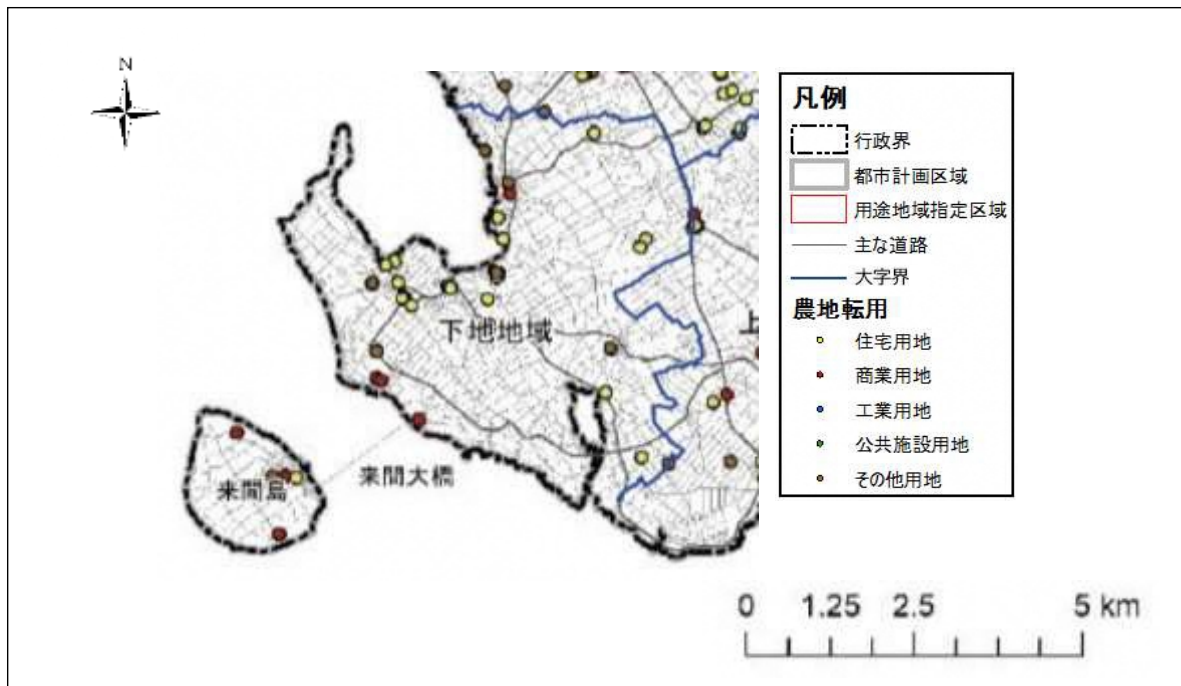 N
凡例
行政界
都市計画区域
用途地域指定区域
主な道路
大字界
農地転用
住宅用地
商業用地
工業用地
公共施設用地
その他用地
下地地域
上
来間大橋
来間島
0 1.25 2.5 5 km